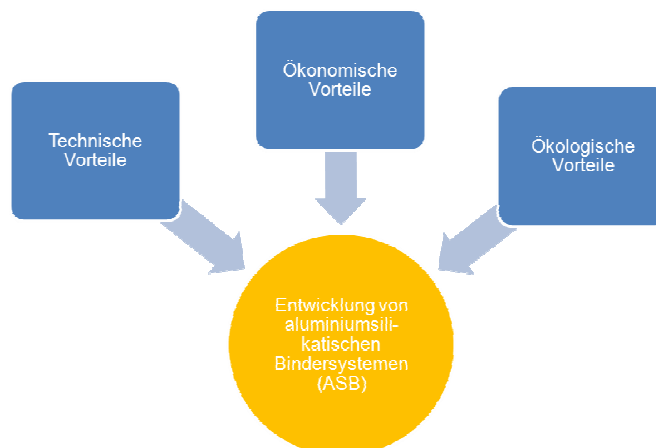 Ökonomische
Vorteile
Technische
Vorteile
Ökologische
Vorteile
Entwicklung von
aluminiumsili-
katischen
Bindersystemen
(ASB)